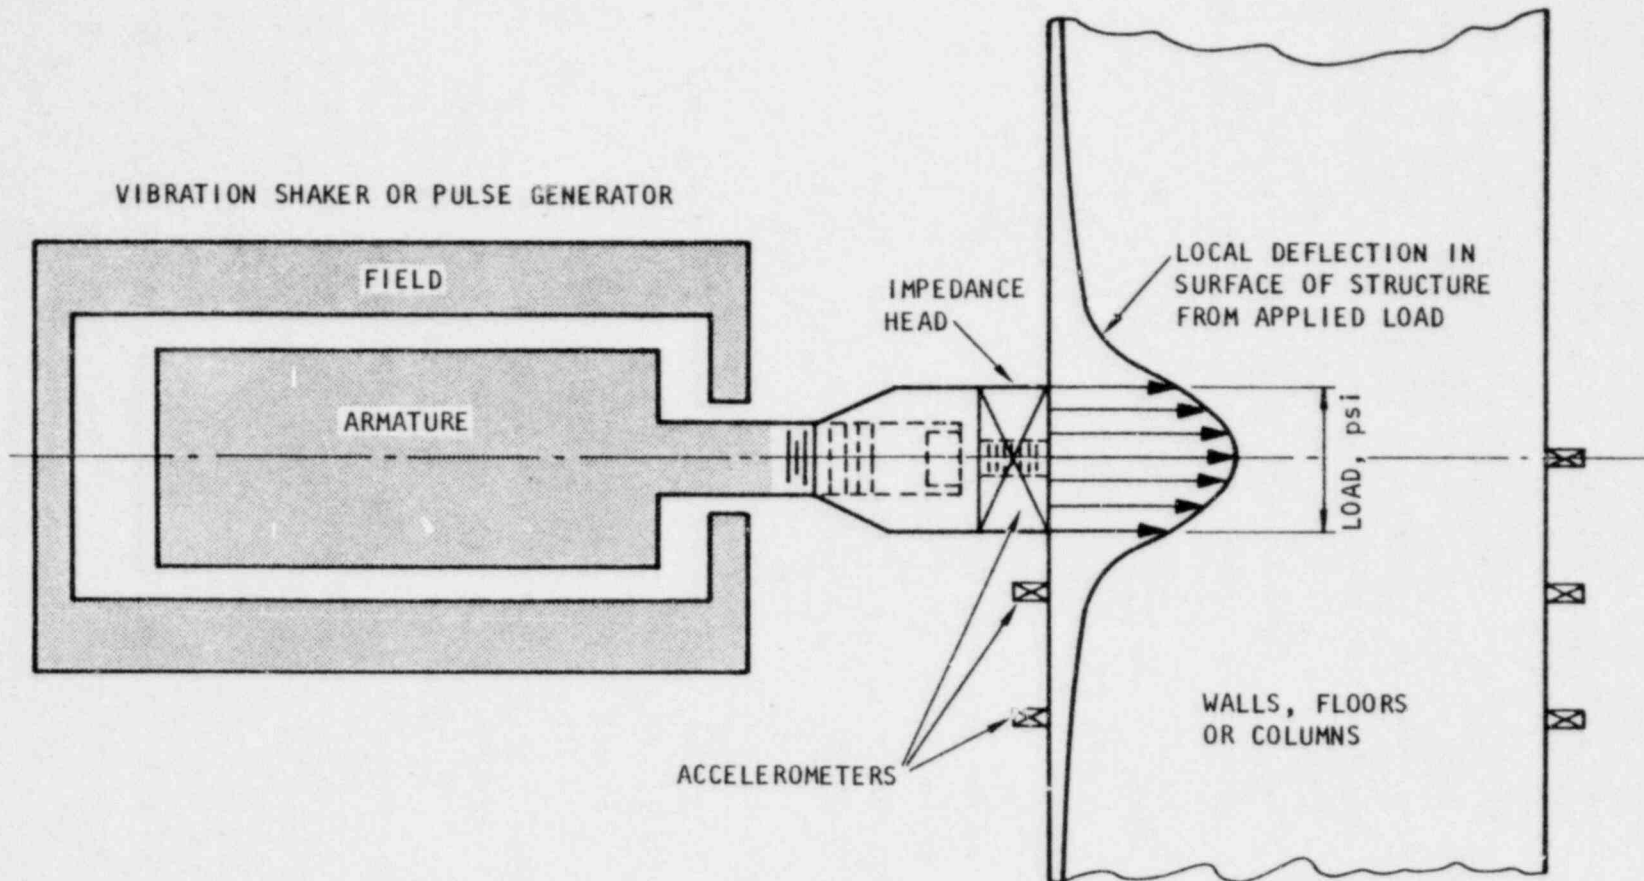 VIBRATION SHAKER OR PULSE GENERATOR
FIELD
ARMATURE
IMPEDANCE
HEAD
LOCAL DEFLECTION IN
SURFACE OF STRUCTURE
FROM APPLIED LOAD
LOAD, psi
WALLS, FLOORS
OR COLUMNS
ACCELEROMETERS